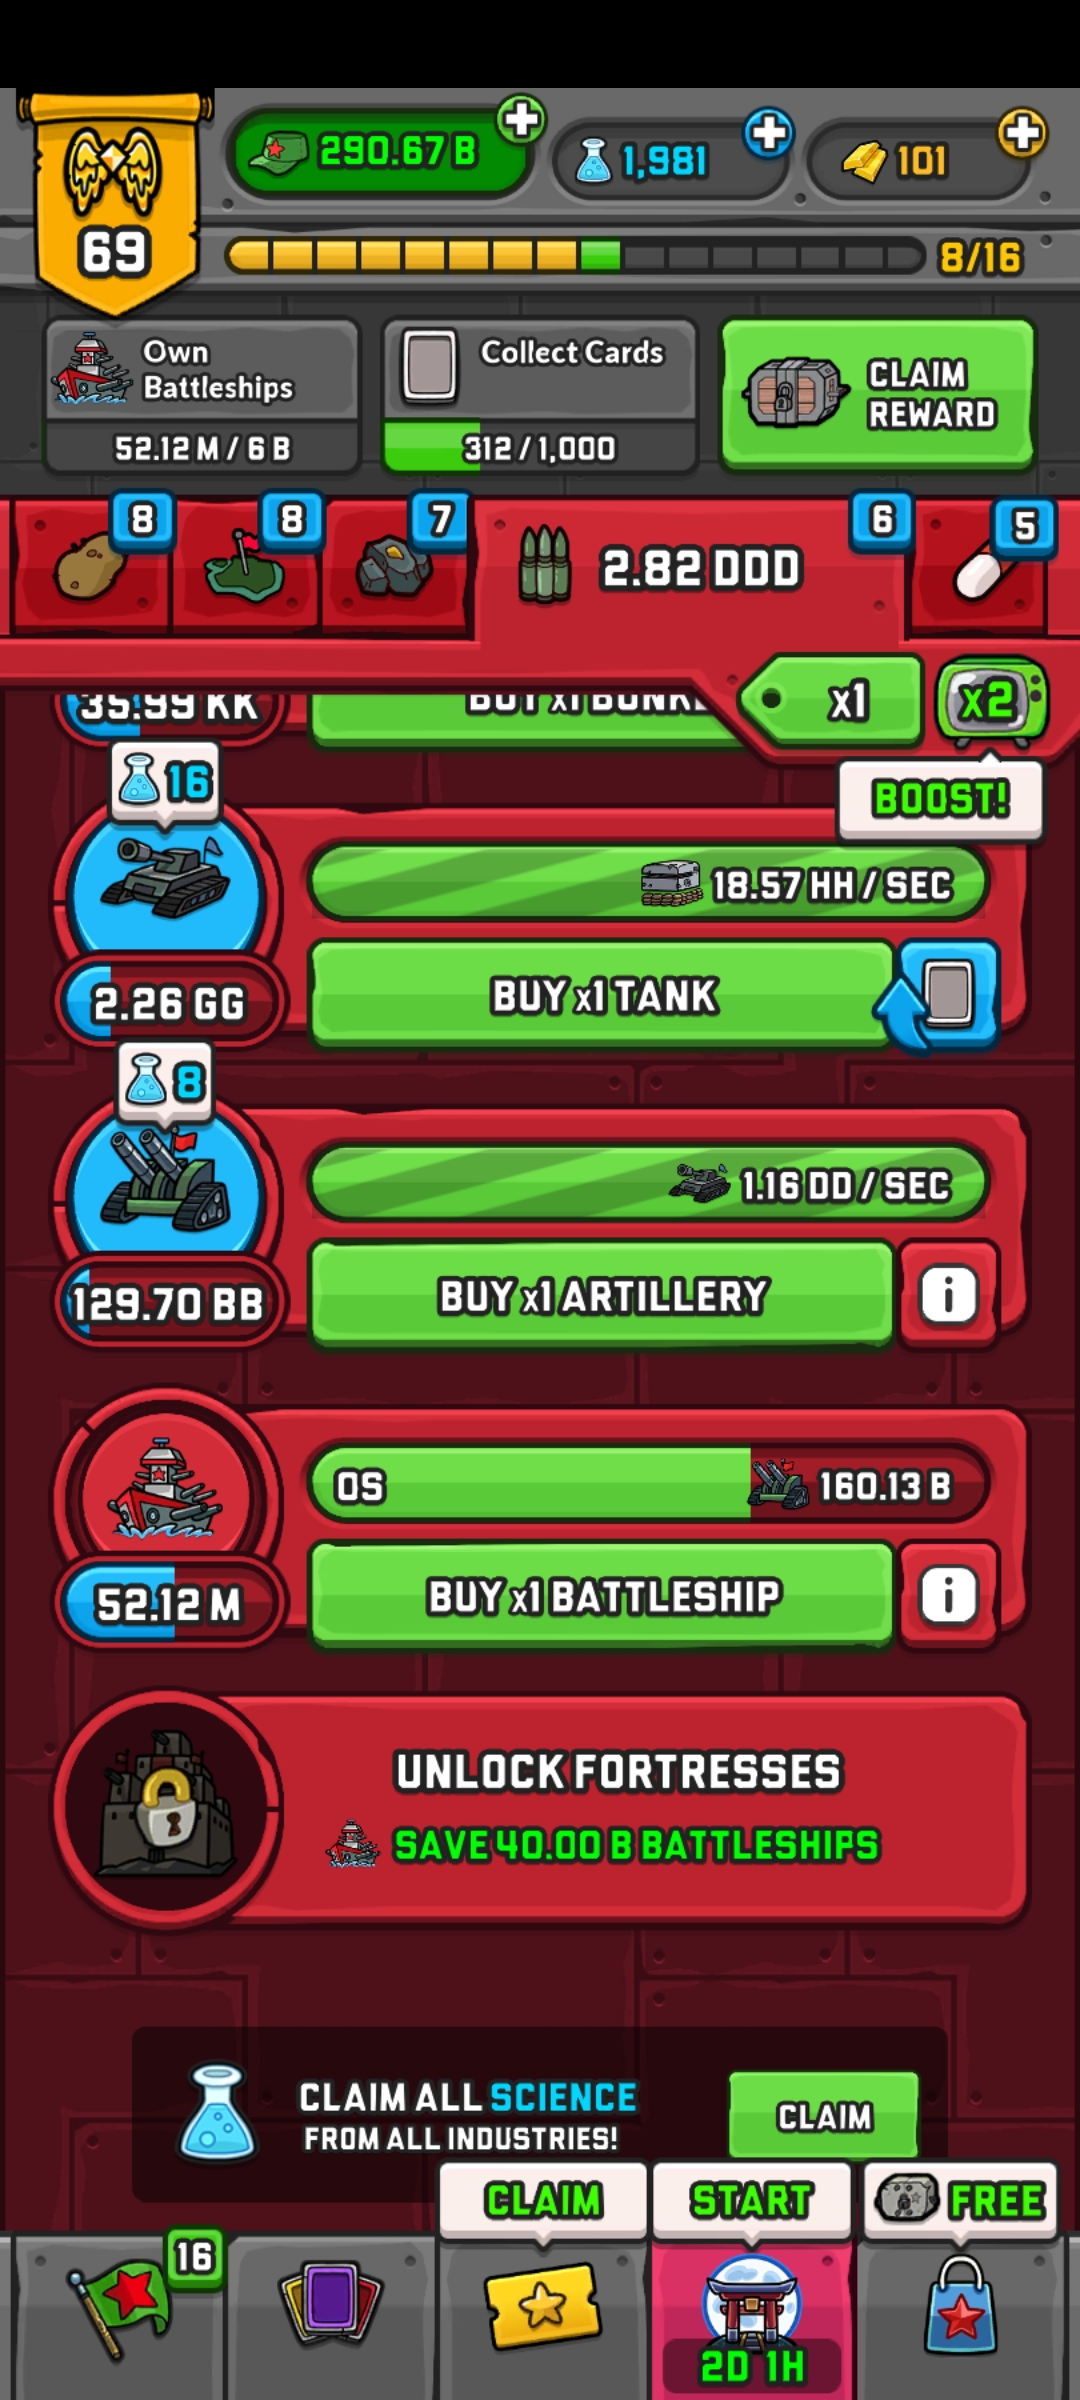 69
290.67 B
1,981
101
8/16
Own
Battleships
52.12 M / 6 B
Collect Cards
312 / 1,000
CLAIM
REWARD
8
8
7
2.82 DDD
6
5
35.99 KK
x1
x2
BOOST!
16
18.57 HH / SEC
2.26 GG
BUY x1 TANK
8
1.16 DD / SEC
129.70 BB
BUY x1 ARTILLERY
0S
160.13 B
52.12 M
BUY x1 BATTLESHIP
UNLOCK FORTRESSES
SAVE 40.00 B BATTLESHIPS
CLAIM ALL SCIENCE
FROM ALL INDUSTRIES!
CLAIM
CLAIM
START
FREE
16
2D 1H